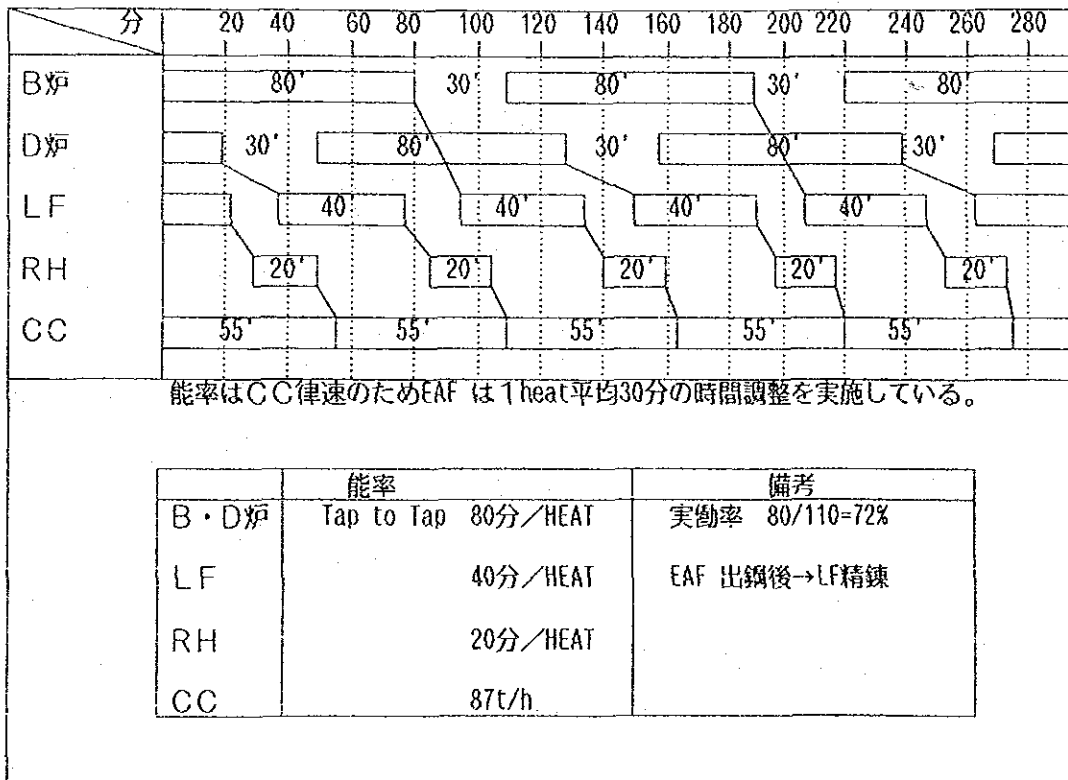 分 20 40 60 80 100 120 140 160 180 200 220 240 260 280
B炉 80' 30' 80' 30' 80'
D炉 30' 80' 30' 80' 30'
LF 40' 40' 40' 40'
RH 20' 20' 20' 20' 20'
CC 55' 55' 55' 55' 55'
能率はCC律速のためEAF は1heat平均30分の時間調整を実施している。
能率 備考
B・D炉 Tap to Tap 80分/HEAT 実働率 80/110=72%
LF 40分/HEAT EAF 出鋼後→LF精錬
RH 20分/HEAT
CC 87t/h